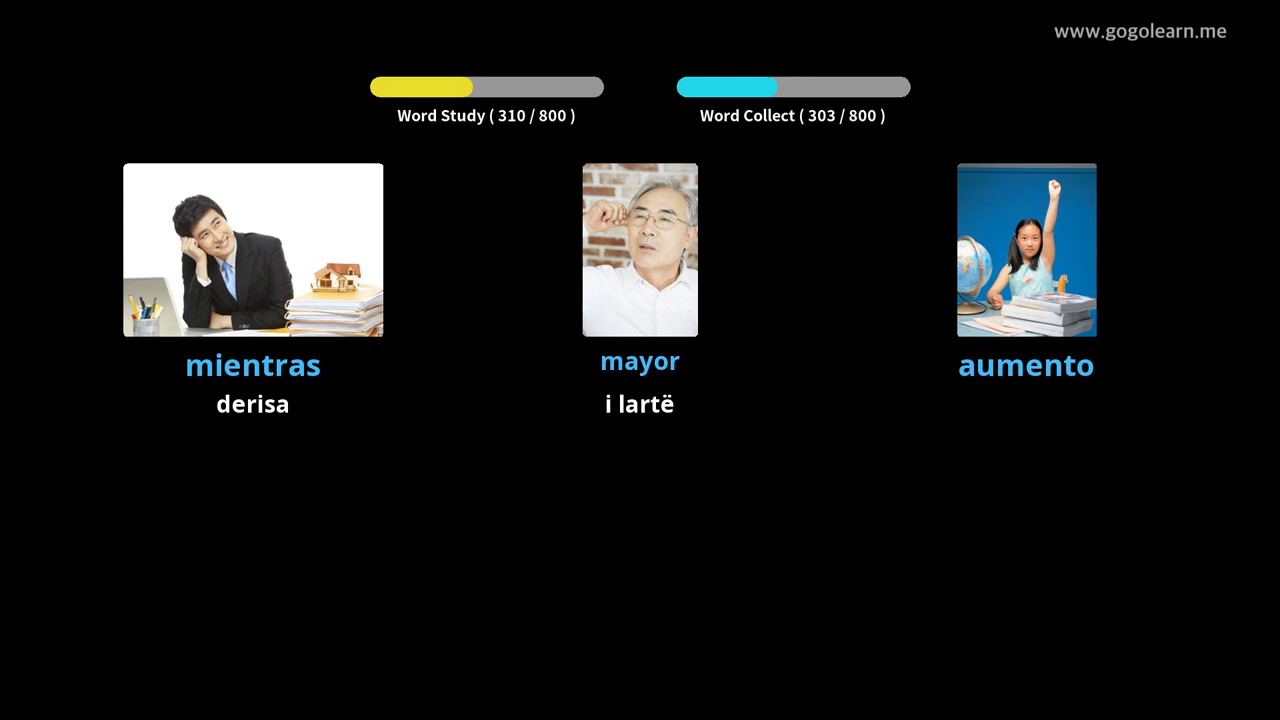 www.gogolearn.me
Word Study ( 310 / 800 )
Word Collect ( 303 / 800 )
mientras
derisa
mayor
i lartë
aumento